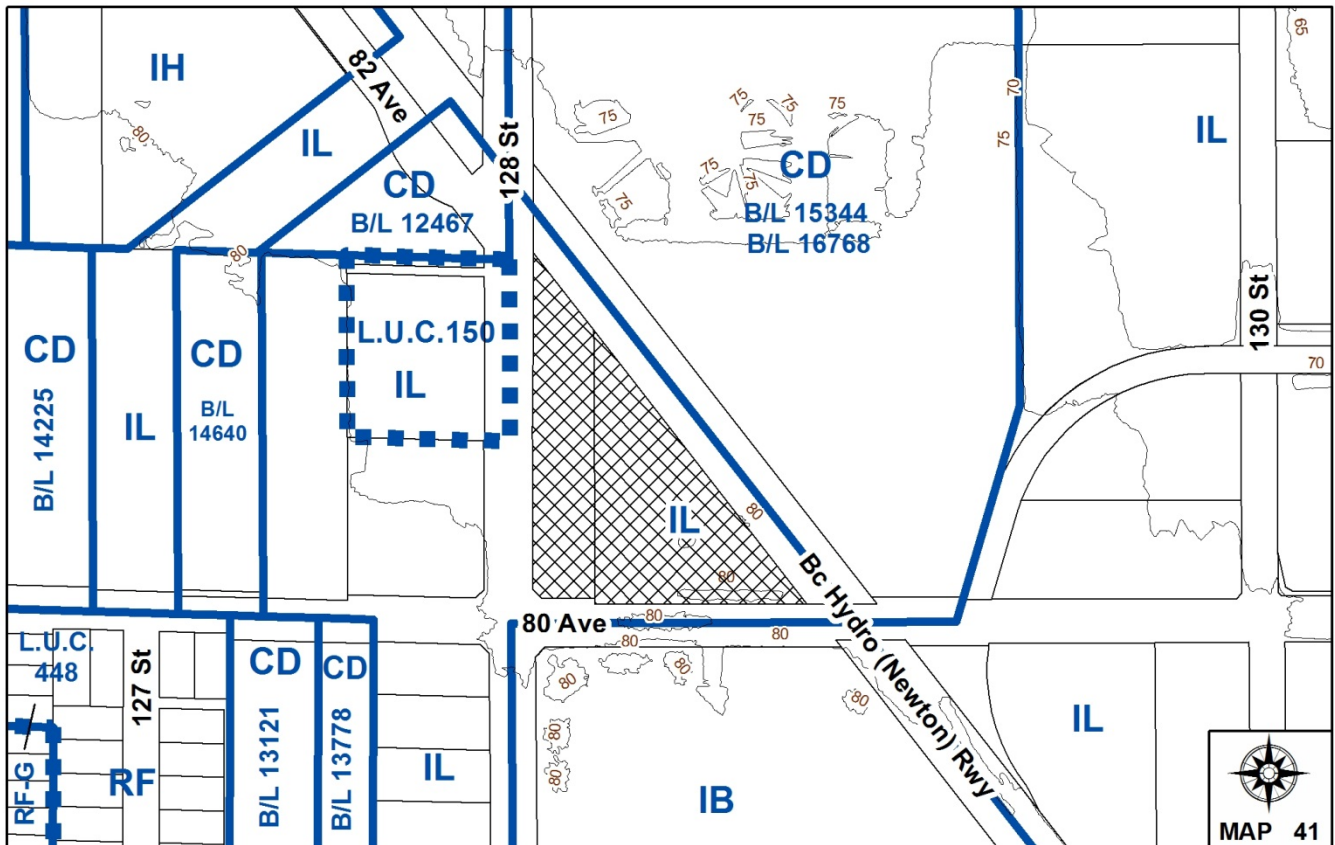 IH
82 Ave
IL
80
CD
B/L 12467
128 St
75
75
75
75
75
75
75
75
CD
B/L 15344
B/L 16768
70
75
65
IL
130 St
70
80
CD
B/L 14225
IL
CD
B/L
14640
L.U.C.150
IL
IL
80
80
Bc Hydro (Newton) Rwy
80 Ave
80
80
80
80
80
80
80
80
L.U.C.
448
127 St
RF-G
RF
CD
B/L 13121
CD
B/L 13778
IL
IB
IL
MAP 41